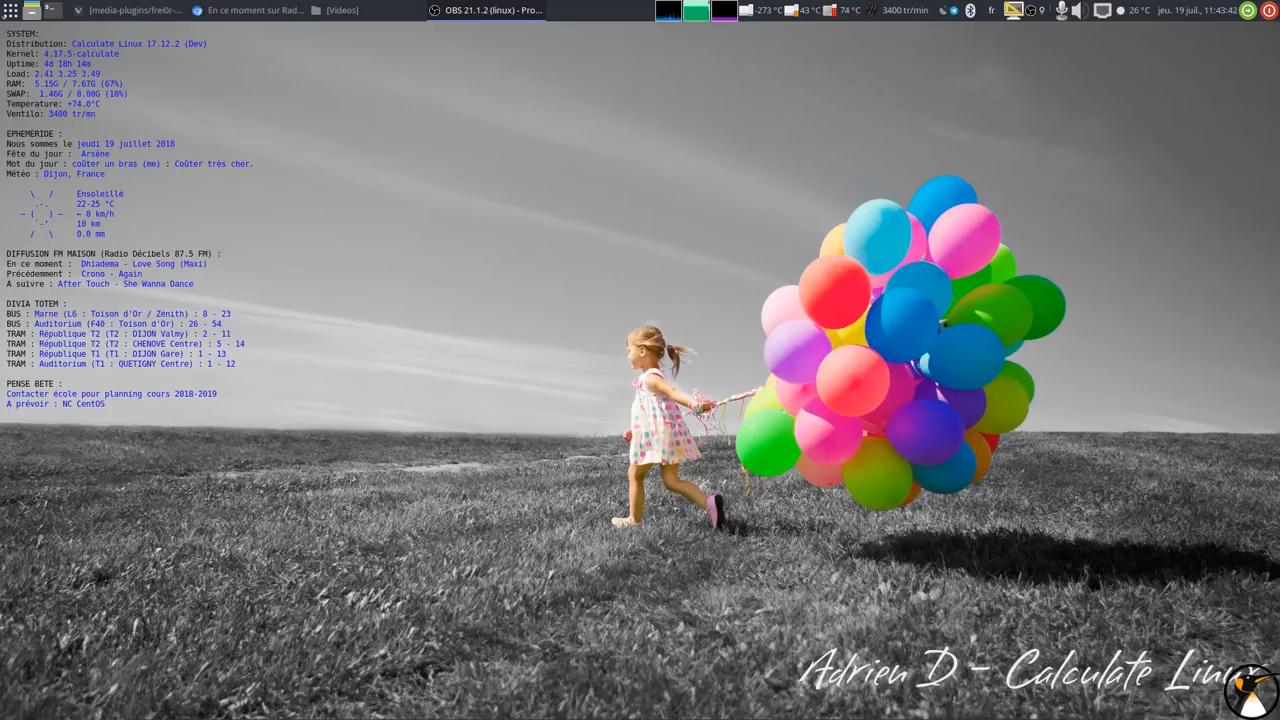 [media-plugins/frei0r-... En ce moment sur Rad... [Videos] OBS 21.1.2 (linux) - Pro... -273 °C 43 °C 74 °C 3400 tr/min fr 26 °C jeu. 19 juil., 11:43:42
SYSTEM:
Distribution: Calculate Linux 17.12.2 (Dev)
Kernel: 4.17.5-calculate
Uptime: 4d 18h 14m
Load: 2.41 3.25 3.49
RAM: 5.15G / 7.67G (67%)
SWAP: 1.46G / 8.00G (18%)
Temperature: +74.0°C
Ventilo: 3400 tr/mn
EPHEMERIDE :
Nous sommes le jeudi 19 juillet 2018
Fête du jour : Arsène
Mot du jour : coûter un bras (me) : Coûter très cher.
Météo : Dijon, France
\ / Ensoleillé
.-. 22-25 °C
― ( ) ― ← 0 km/h
`-' 10 km
/ \ 0.0 mm
DIFFUSION FM MAISON (Radio Décibels 87.5 FM) :
En ce moment : Dhiadema - Love Song (Maxi)
Précédemment : Crono - Again
A suivre : After Touch - She Wanna Dance
DIVIA TOTEM :
BUS : Marne (L6 : Toison d'Or / Zénith) : 8 - 23
BUS : Auditorium (F40 : Toison d'Or) : 26 - 54
TRAM : République T2 (T2 : DIJON Valmy) : 2 - 11
TRAM : République T2 (T2 : CHENOVE Centre) : 5 - 14
TRAM : République T1 (T1 : DIJON Gare) : 1 - 13
TRAM : Auditorium (T1 : QUETIGNY Centre) : 1 - 12
PENSE BETE :
Contacter école pour planning cours 2018-2019
A prévoir : NC CentOS
Adrien D - Calculate Linux